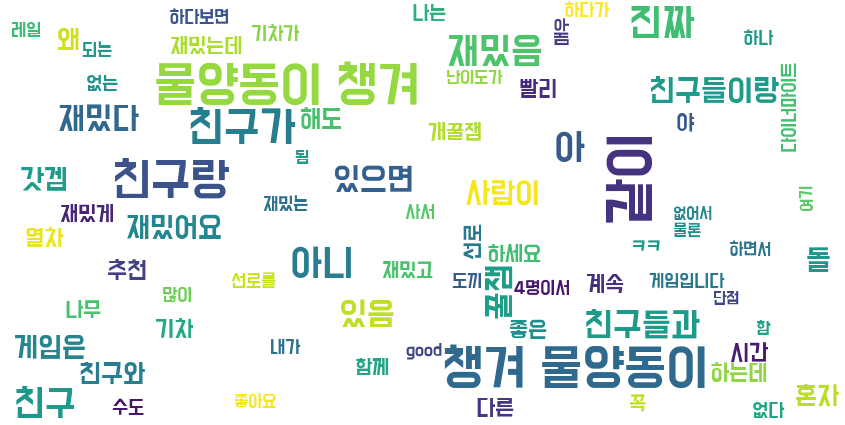 하다보면 나는 하다가 진짜
레일 왜 되는 재밌는데 기차가 재밌음 아 돔 하나
없는 물양동이 챙겨 난이도가 빨리 친구들이랑 다이너마이트
재밌다 친구가 해도 개꿀잼 야
갓겜 친구랑 됨 있으면 사람이 아 같이 여기
재밌게 재밌어요 재밌는 사서 없어서
열차 선로 하세요 ㅋㅋ 물론 하면서 돌
추천 아니 재밌고 도끼 꿀잼 4명이서 계속 게임입니다
많이 선로를 단점
나무 기차 있음 좋은 친구들과 함
게임은 내가 good 시간
친구와 함께 챙겨 물양동이 하는데
친구 수도 좋아요 다른 꼭 없다 혼자